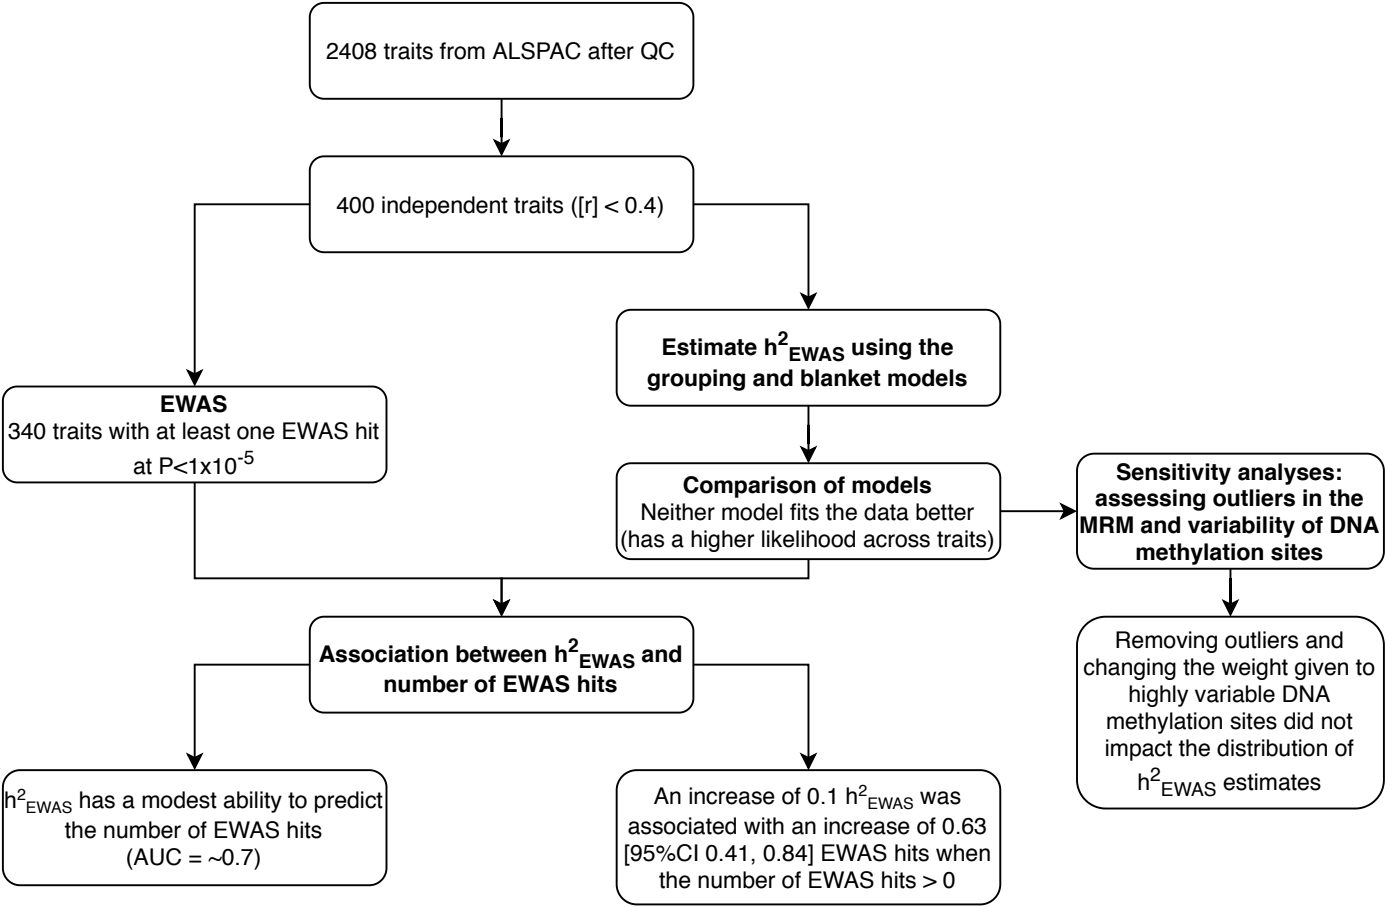 2408 traits from ALSPAC after QC
400 independent traits ([r] < 0.4)
Estimate h²EWAS using the
grouping and blanket models
EWAS
340 traits with at least one EWAS hit
at P<1x10⁻⁵
Comparison of models
Neither model fits the data better
(has a higher likelihood across traits)
Sensitivity analyses:
assessing outliers in the
MRM and variability of DNA
methylation sites
Association between h²EWAS and
number of EWAS hits
Removing outliers and
changing the weight given to
highly variable DNA
methylation sites did not
impact the distribution of
h²EWAS estimates
h²EWAS has a modest ability to predict
the number of EWAS hits
(AUC = ~0.7)
An increase of 0.1 h²EWAS was
associated with an increase of 0.63
[95%CI 0.41, 0.84] EWAS hits when
the number of EWAS hits > 0